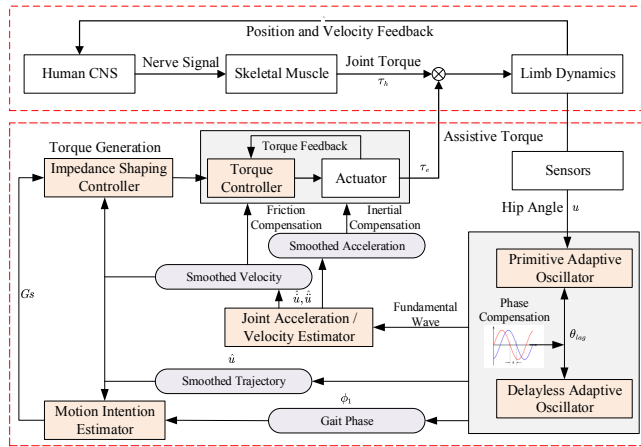 Position and Velocity Feedback
Human CNS
Nerve Signal
Skeletal Muscle
Joint Torque
τh
Limb Dynamics
Torque Generation
Impedance Shaping
Controller
Torque Feedback
Torque
Controller
Actuator
τe
Assistive Torque
Sensors
Friction
Compensation
Inertial
Compensation
Hip Angle u
Smoothed Acceleration
Smoothed Velocity
Primitive Adaptive
Oscillator
Gs
û̇, û̈
Joint Acceleration /
Velocity Estimator
Fundamental
Wave
Phase
Compensation
θlag
û
Smoothed Trajectory
Delayless Adaptive
Oscillator
Motion Intention
Estimator
ϕ1
Gait Phase